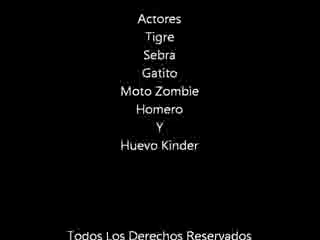 Actores
Tigre
Sebra
Gatito
Moto Zombie
Homero
Y
Huevo Kinder
Todos Los Derechos Reservados